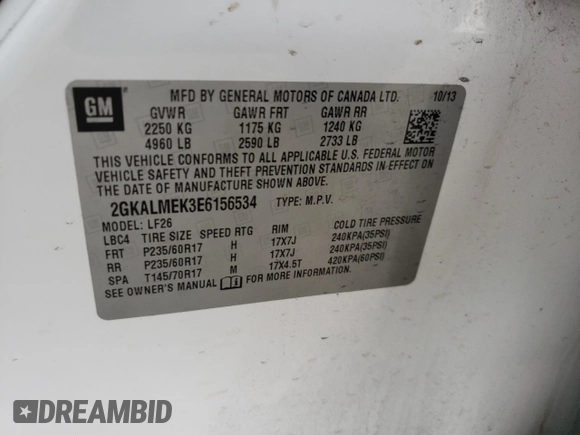 GM
MFD BY GENERAL MOTORS OF CANADA LTD. 10/13
GVWR GAWR FRT GAWR RR
2250 KG 1175 KG 1240 KG
4960 LB 2590 LB 2733 LB
THIS VEHICLE CONFORMS TO ALL APPLICABLE U.S. FEDERAL MOTOR
VEHICLE SAFETY AND THEFT PREVENTION STANDARDS IN EFFECT ON
THE DATE OF MANUFACTURE SHOWN ABOVE.
2GKALMEK3E6156534 TYPE: M.P.V.
MODEL: LF26
LBC4 TIRE SIZE SPEED RTG RIM COLD TIRE PRESSURE
FRT P235/60R17 H 17X7J 240KPA(35PSI)
RR P235/60R17 H 17X7J 240KPA(35PSI)
SPA T145/70R17 M 17X4.5T 420KPA(60PSI)
SEE OWNER'S MANUAL FOR MORE INFORMATION.
DREAMBID